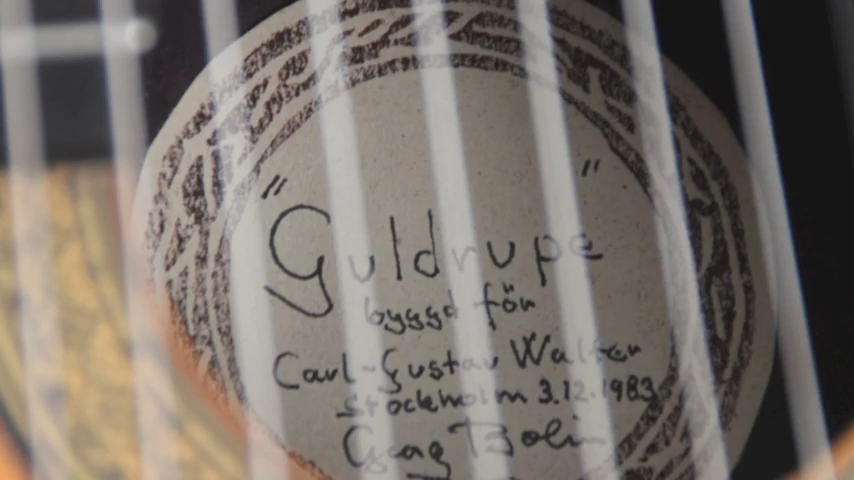 "Guldrupe"
byggd för
Carl-Gustav Walter
Stockholm 3.12.1983
Georg Bolin